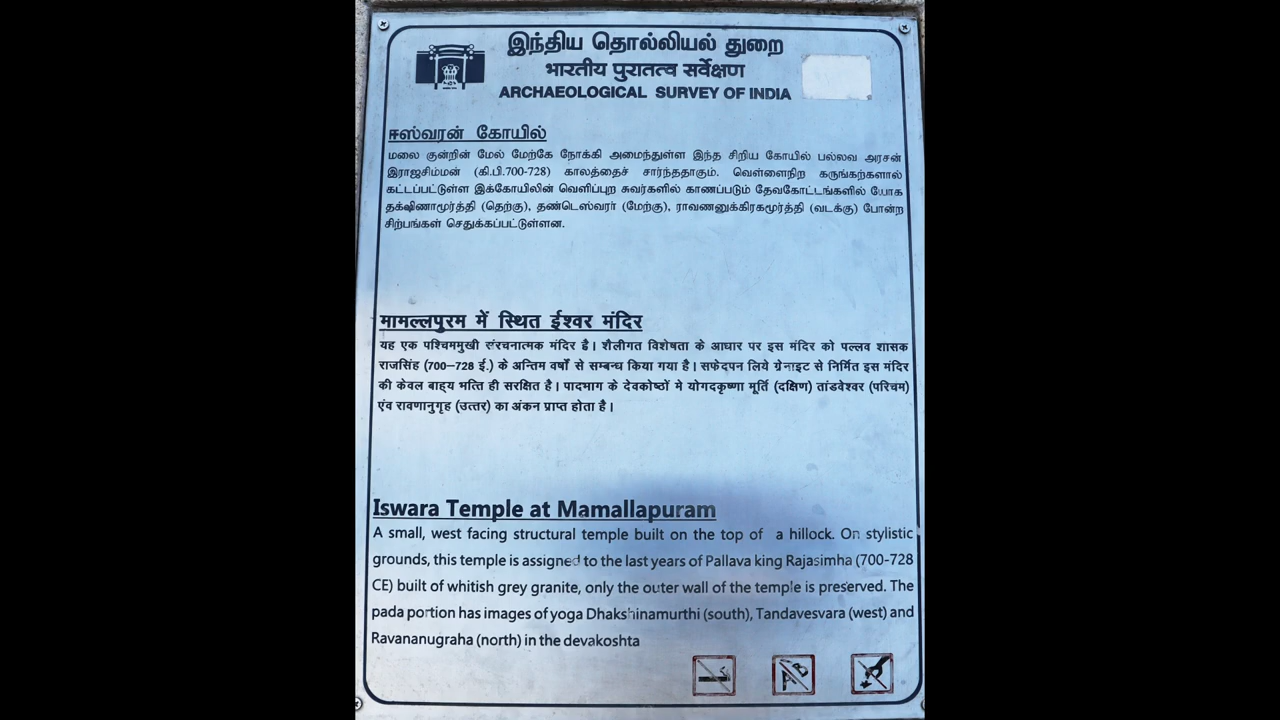 இந்திய தொல்லியல் துறை
भारतीय पुरातत्व सर्वेक्षण
ARCHAEOLOGICAL SURVEY OF INDIA
ஈஸ்வரன் கோயில்
மலை குன்றின் மேல் மேற்கே நோக்கி அமைந்துள்ள இந்த சிறிய கோயில் பல்லவ அரசன்
இராஜசிம்மன் (கி.பி.700-728) காலத்தைச் சார்ந்ததாகும். வெள்ளைநிற கருங்கற்களால்
கட்டப்பட்டுள்ள இக்கோயிலின் வெளிப்புற சுவர்களில் காணப்படும் தேவகோட்டங்களில் யோக
தக்ஷிணாமூர்த்தி (தெற்கு), தண்டெஸ்வரர் (மேற்கு), ராவணனுக்கிரகமூர்த்தி (வடக்கு) போன்ற
சிற்பங்கள் செதுக்கப்பட்டுள்ளன.
मामल्लपुरम में स्थित ईश्वर मंदिर
यह एक पश्चिममुखी संरचनात्मक मंदिर है। शैलीगत विशेषता के आधार पर इस मंदिर को पल्लव शासक
राजसिंह (700–728 ई.) के अन्तिम वर्षों से सम्बन्ध किया गया है। सफेदपन लिये ग्रेनाइट से निर्मित इस मंदिर
की केवल बाह्य भत्ति ही सरक्षित है। पादभाग के देवकोष्ठों मे योगदकृष्णा मूर्ति (दक्षिण) तांडवेश्वर (परिचम)
एंव रावणानुगृह (उत्तर) का अंकन प्राप्त होता है।
Iswara Temple at Mamallapuram
A small, west facing structural temple built on the top of a hillock. On stylistic
grounds, this temple is assigned to the last years of Pallava king Rajasimha (700-728
CE) built of whitish grey granite, only the outer wall of the temple is preserved. The
pada portion has images of yoga Dhakshinamurthi (south), Tandavesvara (west) and
Ravananugraha (north) in the devakoshta